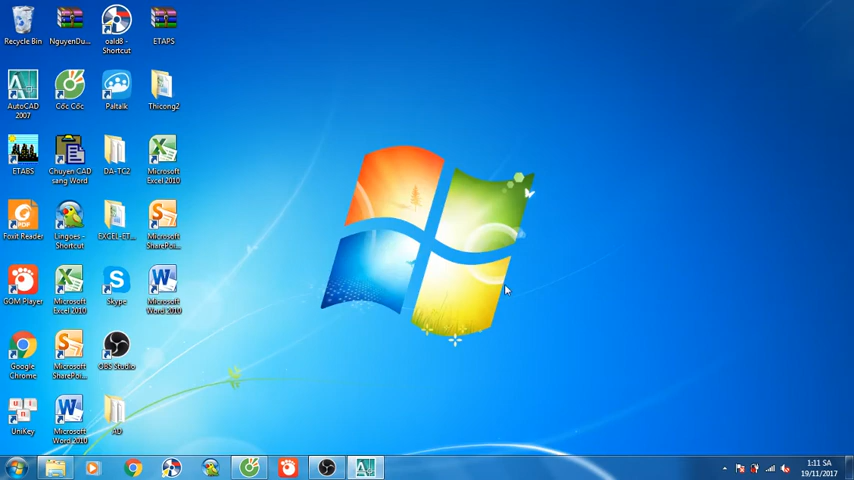 Recycle Bin
NguyenDu...
oald8 -
Shortcut
ETAPS
AutoCAD
2007
Cốc Cốc
Paltalk
Thicong2
ETABS
Chuyen CAD
sang Word
DA-TC2
Microsoft
Excel 2010
Foxit Reader
Lingoes -
Shortcut
EXCEL-ET...
Microsoft
SharePoi...
GOM Player
Microsoft
Excel 2010
Skype
Microsoft
Word 2010
Google
Chrome
Microsoft
SharePoi...
OBS Studio
UniKey
Microsoft
Word 2010
AD
1:11 SA
19/11/2017